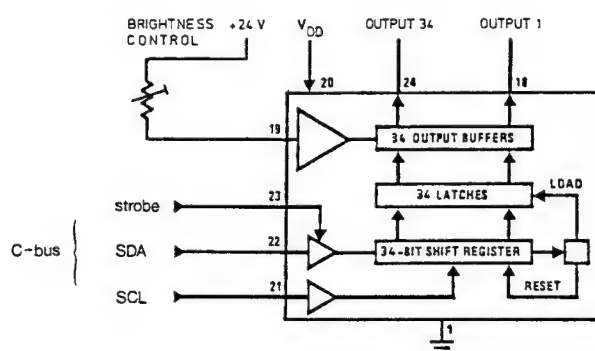 BRIGHTNESS CONTROL
+24 V
VDD
OUTPUT 34
OUTPUT 1
20
24
18
19
34 OUTPUT BUFFERS
LOAD
34 LATCHES
strobe
23
C-bus
SDA
22
34-BIT SHIFT REGISTER
SCL
21
RESET
1